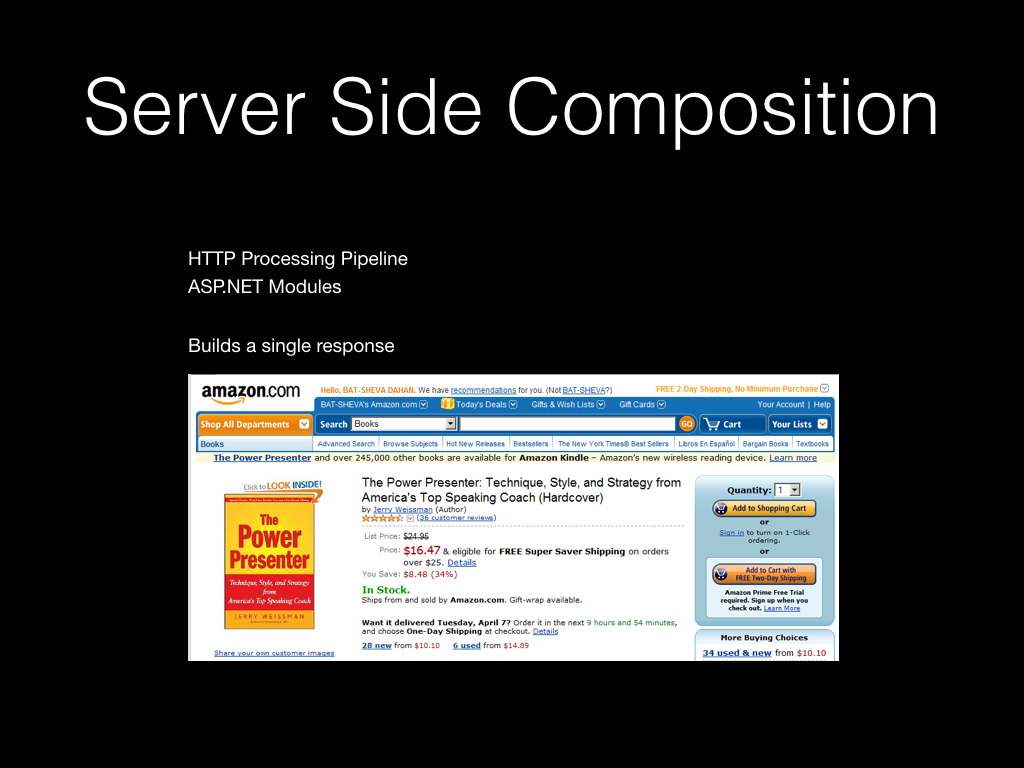 Server Side Composition
HTTP Processing Pipeline
ASP.NET Modules
Builds a single response
amazon.com
Hello, BAT-SHEVA DAHAN. We have recommendations for you. (Not BAT-SHEVA?)
FREE 2-Day Shipping, No Minimum Purchase
BAT-SHEVA's Amazon.com
Today's Deals
Gifts & Wish Lists
Gift Cards
Your Account | Help
Shop All Departments
Search
Books
GO
Cart
Your Lists
Books
Advanced Search
Browse Subjects
Hot New Releases
Bestsellers
The New York Times® Best Sellers
Libros En Español
Bargain Books
Textbooks
The Power Presenter and over 245,000 other books are available for Amazon Kindle – Amazon's new wireless reading device. Learn more
Click to LOOK INSIDE!
The
Power
Presenter
Technique, Style, and Strategy
from
America's Top Speaking Coach
JERRY WEISSMAN
Share your own customer images
The Power Presenter: Technique, Style, and Strategy from
America's Top Speaking Coach (Hardcover)
by Jerry Weissman (Author)
(36 customer reviews)
List Price: $24.95
Price: $16.47 & eligible for FREE Super Saver Shipping on orders
over $25. Details
You Save: $8.48 (34%)
In Stock.
Ships from and sold by Amazon.com. Gift-wrap available.
Want it delivered Tuesday, April 7? Order it in the next 9 hours and 54 minutes,
and choose One-Day Shipping at checkout. Details
28 new from $10.10
6 used from $14.89
Quantity: 1
Add to Shopping Cart
or
Sign in to turn on 1-Click
ordering.
or
Add to Cart with
FREE Two-Day Shipping
Amazon Prime Free Trial
required. Sign up when you
check out. Learn More
More Buying Choices
34 used & new from $10.10